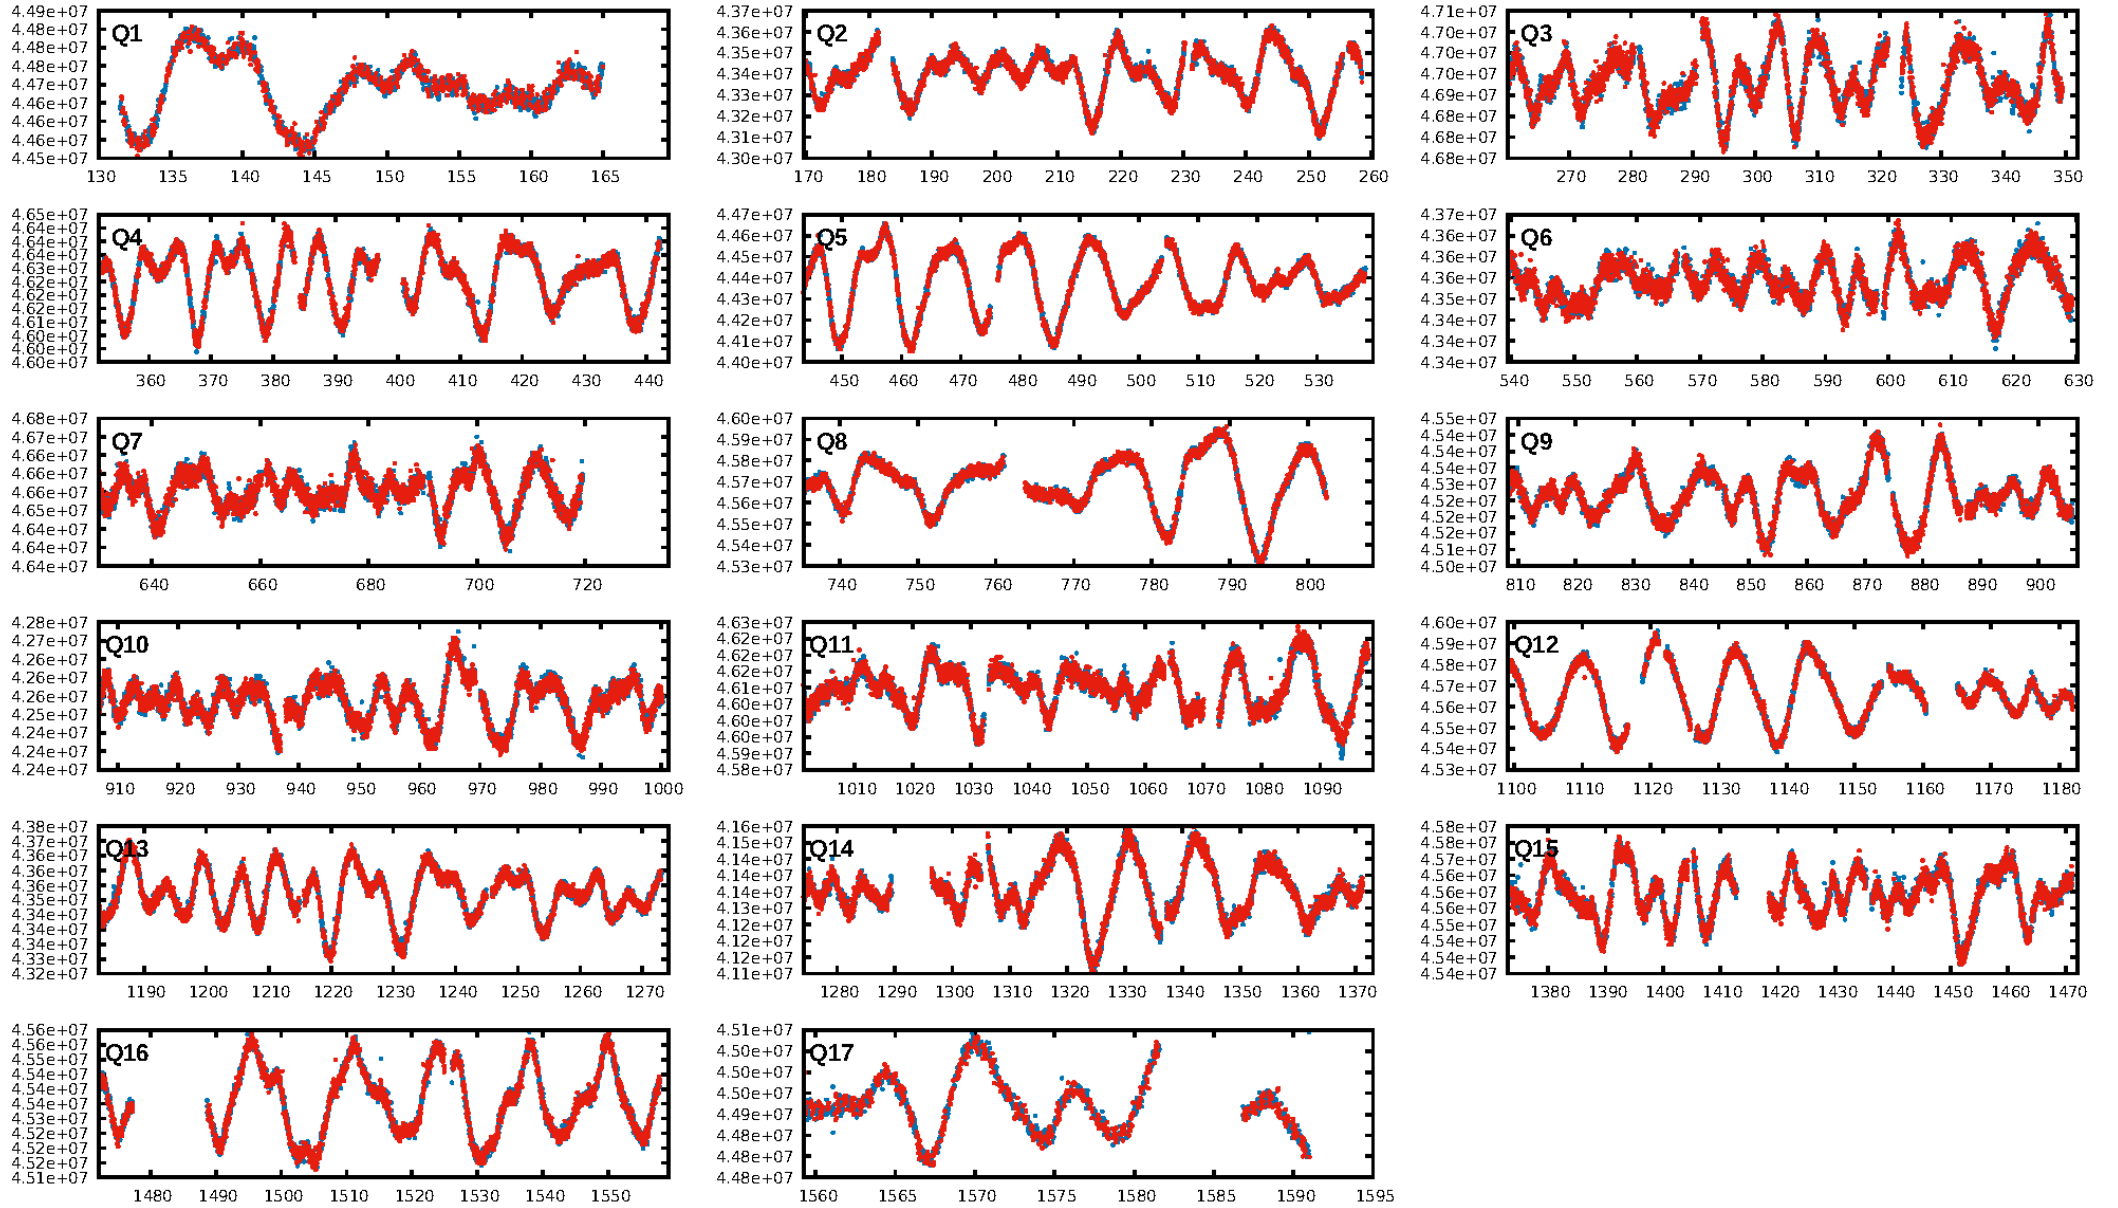 4.49e+07
4.48e+07
4.48e+07
4.48e+07
4.47e+07
4.46e+07
4.46e+07
4.46e+07
4.45e+07
Q1
130 135 140 145 150 155 160 165
4.37e+07
4.36e+07
4.35e+07
4.34e+07
4.33e+07
4.32e+07
4.31e+07
4.30e+07
Q2
170 180 190 200 210 220 230 240 250 260
4.71e+07
4.70e+07
4.70e+07
4.70e+07
4.69e+07
4.68e+07
4.68e+07
4.68e+07
Q3
270 280 290 300 310 320 330 340 350
4.65e+07
4.64e+07
4.64e+07
4.64e+07
4.63e+07
4.62e+07
4.62e+07
4.62e+07
4.61e+07
4.60e+07
4.60e+07
4.60e+07
Q4
360 370 380 390 400 410 420 430 440
4.47e+07
4.46e+07
4.45e+07
4.44e+07
4.43e+07
4.42e+07
4.41e+07
4.40e+07
Q5
450 460 470 480 490 500 510 520 530
4.37e+07
4.36e+07
4.36e+07
4.36e+07
4.35e+07
4.34e+07
4.34e+07
4.34e+07
Q6
540 550 560 570 580 590 600 610 620 630
4.68e+07
4.67e+07
4.66e+07
4.66e+07
4.66e+07
4.65e+07
4.64e+07
4.64e+07
4.64e+07
Q7
640 660 680 700 720
4.60e+07
4.59e+07
4.58e+07
4.57e+07
4.56e+07
4.55e+07
4.54e+07
4.53e+07
Q8
740 750 760 770 780 790 800
4.55e+07
4.54e+07
4.54e+07
4.54e+07
4.53e+07
4.52e+07
4.52e+07
4.52e+07
4.51e+07
4.50e+07
Q9
810 820 830 840 850 860 870 880 890 900
4.28e+07
4.27e+07
4.26e+07
4.26e+07
4.26e+07
4.25e+07
4.24e+07
4.24e+07
4.24e+07
Q10
910 920 930 940 950 960 970 980 990 1000
4.63e+07
4.62e+07
4.62e+07
4.62e+07
4.61e+07
4.60e+07
4.60e+07
4.60e+07
4.59e+07
4.58e+07
Q11
1010 1020 1030 1040 1050 1060 1070 1080 1090
4.60e+07
4.59e+07
4.58e+07
4.57e+07
4.56e+07
4.55e+07
4.54e+07
4.53e+07
Q12
1100 1110 1120 1130 1140 1150 1160 1170 1180
4.38e+07
4.37e+07
4.36e+07
4.36e+07
4.36e+07
4.35e+07
4.34e+07
4.34e+07
4.34e+07
4.33e+07
4.32e+07
Q13
1190 1200 1210 1220 1230 1240 1250 1260 1270
4.16e+07
4.15e+07
4.14e+07
4.14e+07
4.14e+07
4.13e+07
4.12e+07
4.12e+07
4.12e+07
4.11e+07
Q14
1280 1290 1300 1310 1320 1330 1340 1350 1360 1370
4.58e+07
4.57e+07
4.56e+07
4.56e+07
4.56e+07
4.55e+07
4.54e+07
4.54e+07
4.54e+07
Q15
1380 1390 1400 1410 1420 1430 1440 1450 1460 1470
4.56e+07
4.56e+07
4.55e+07
4.54e+07
4.54e+07
4.54e+07
4.53e+07
4.52e+07
4.52e+07
4.52e+07
4.51e+07
Q16
1480 1490 1500 1510 1520 1530 1540 1550
4.51e+07
4.50e+07
4.50e+07
4.50e+07
4.49e+07
4.48e+07
4.48e+07
4.48e+07
Q17
1560 1565 1570 1575 1580 1585 1590 1595